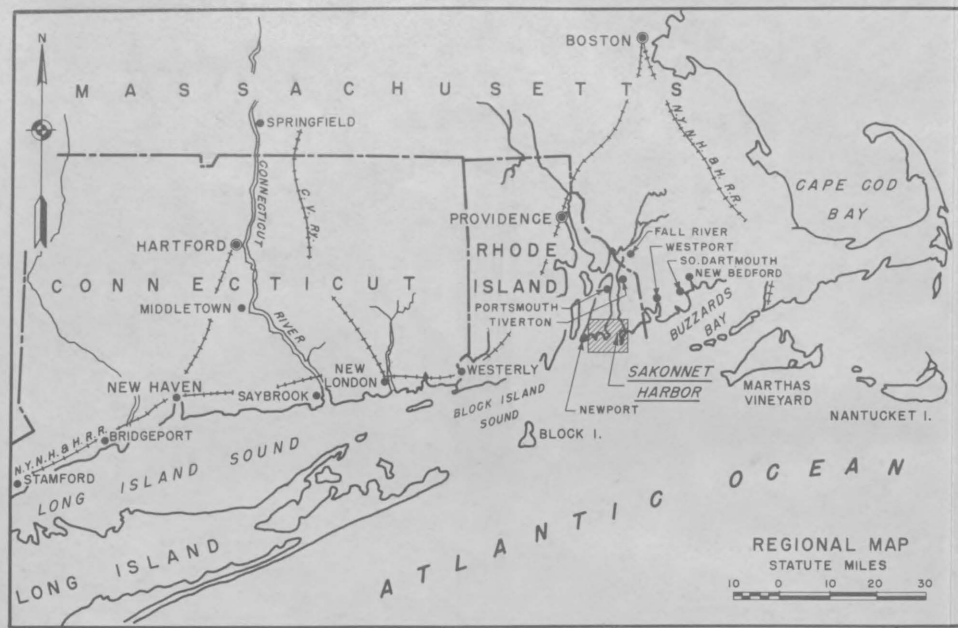 N
BOSTON
MASSACHUSETTS
SPRINGFIELD
C. V. RY.
N.Y. N. H. & H. R. R.
CONNECTICUT
RIVER
CAPE COD
BAY
PROVIDENCE
HARTFORD
RHODE
ISLAND
FALL RIVER
WESTPORT
SO. DARTMOUTH
NEW BEDFORD
CONNECTICUT
PORTSMOUTH
TIVERTON
MIDDLETOWN
BUZZARDS
BAY
NEW
LONDON
WESTERLY
SAKONNET
HARBOR
NEW HAVEN
SAYBROOK
MARTHAS
VINEYARD
NANTUCKET I.
BLOCK ISLAND
SOUND
NEWPORT
BLOCK I.
N.Y. N. H. & H. R. R.
BRIDGEPORT
STAMFORD
LONG ISLAND SOUND
LONG ISLAND
ATLANTIC OCEAN
REGIONAL MAP
STATUTE MILES
10 0 10 20 30